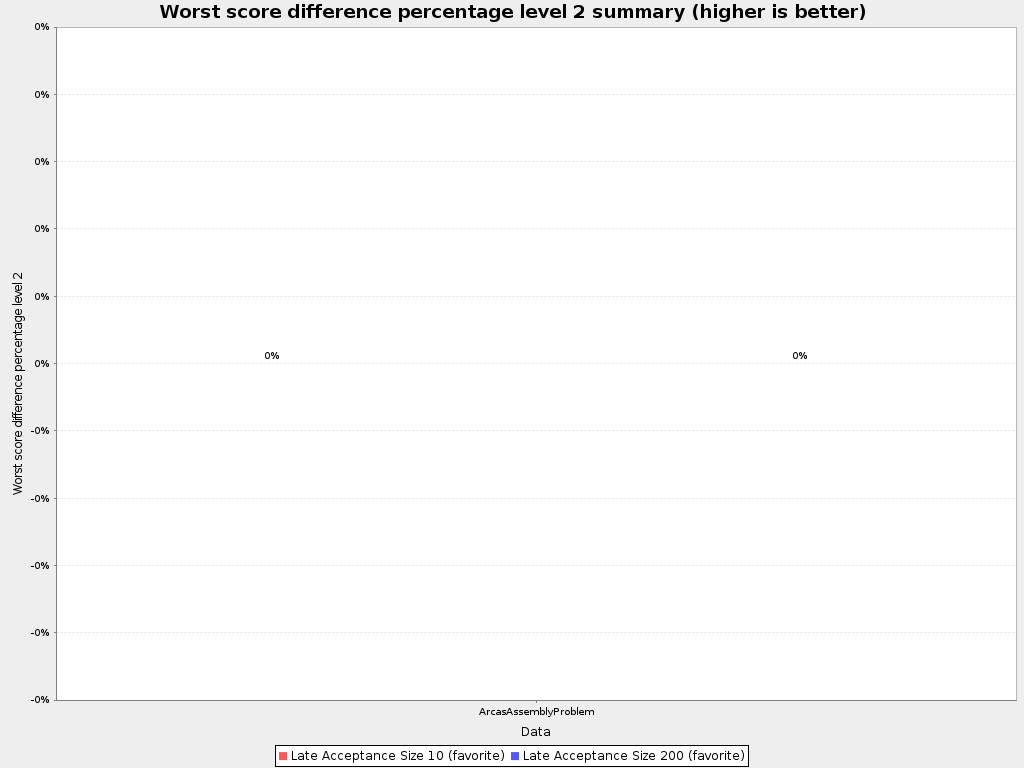 Worst score difference percentage level 2 summary (higher is better)
Worst score difference percentage level 2
0%
0%
0%
0%
0%
0%
-0%
-0%
-0%
-0%
-0%
0%
0%
ArcasAssemblyProblem
Data
Late Acceptance Size 10 (favorite) Late Acceptance Size 200 (favorite)